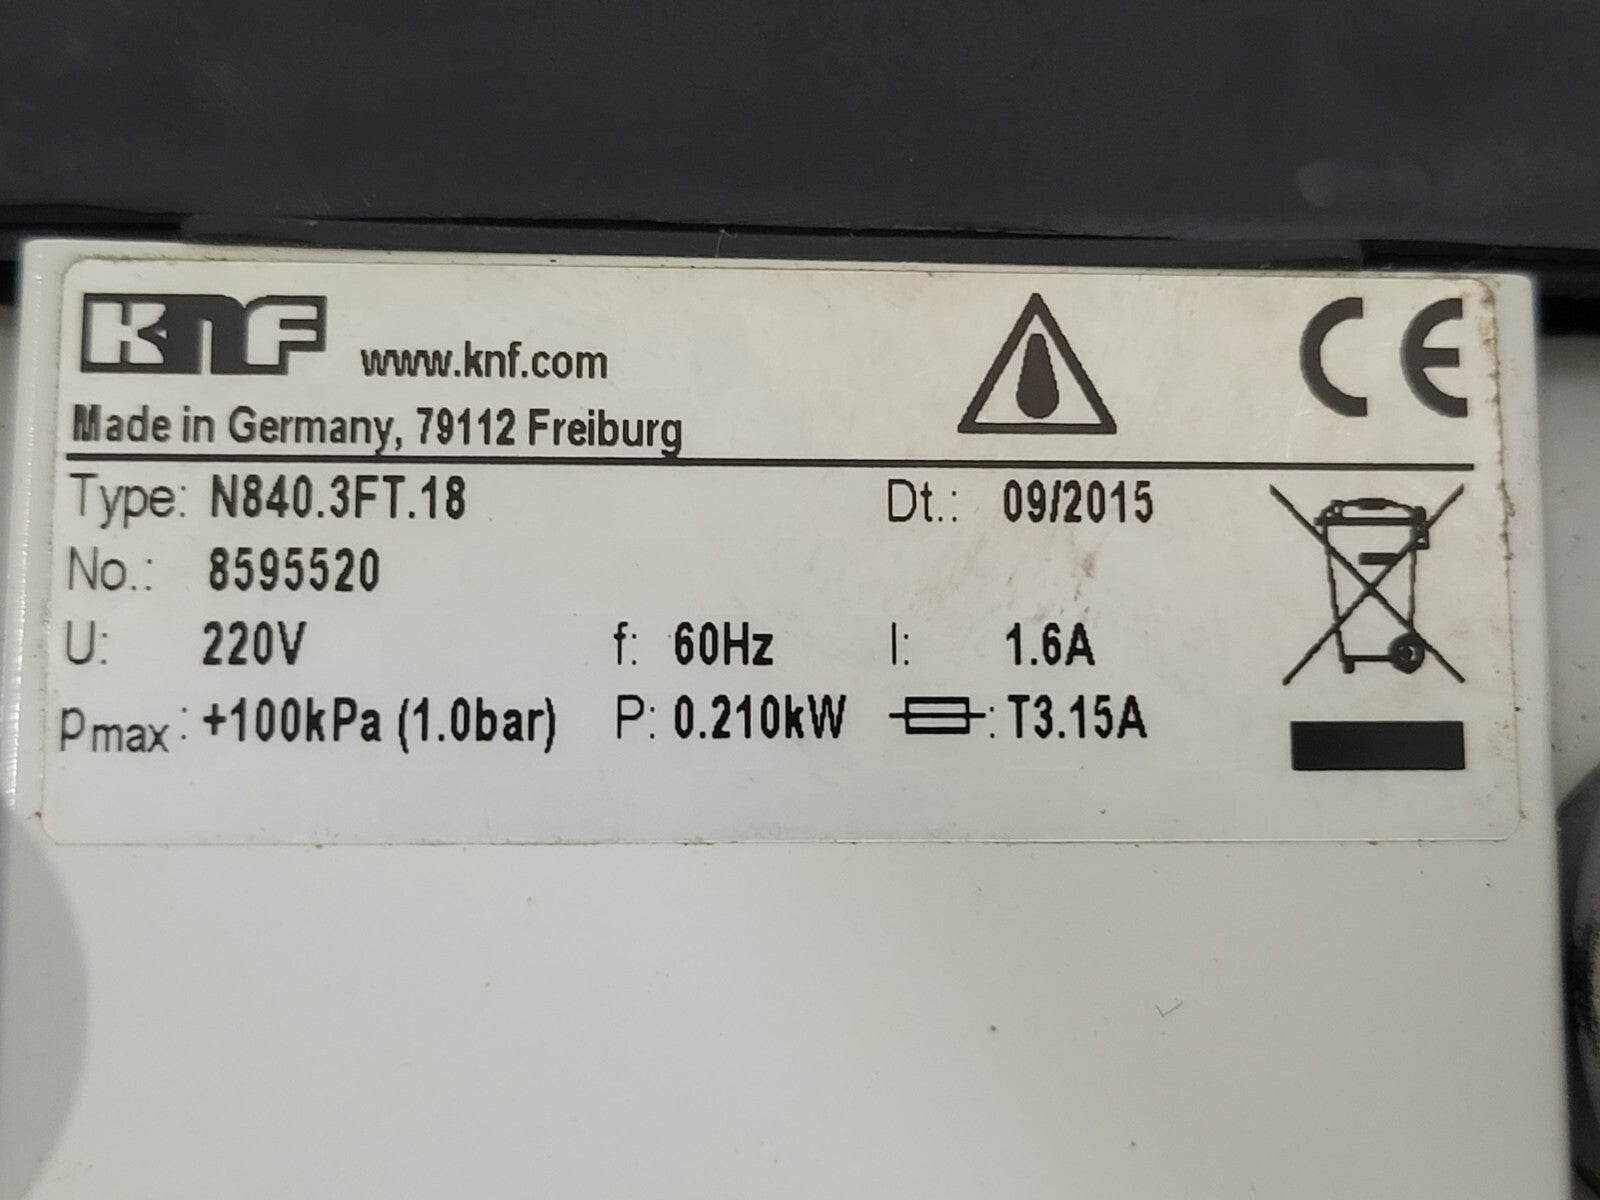 KNF www.knf.com CE
Made in Germany, 79112 Freiburg
Type: N840.3FT.18 Dt.: 09/2015
No.: 8595520
U: 220V f: 60Hz I: 1.6A
pmax: +100kPa (1.0bar) P: 0.210kW : T3.15A